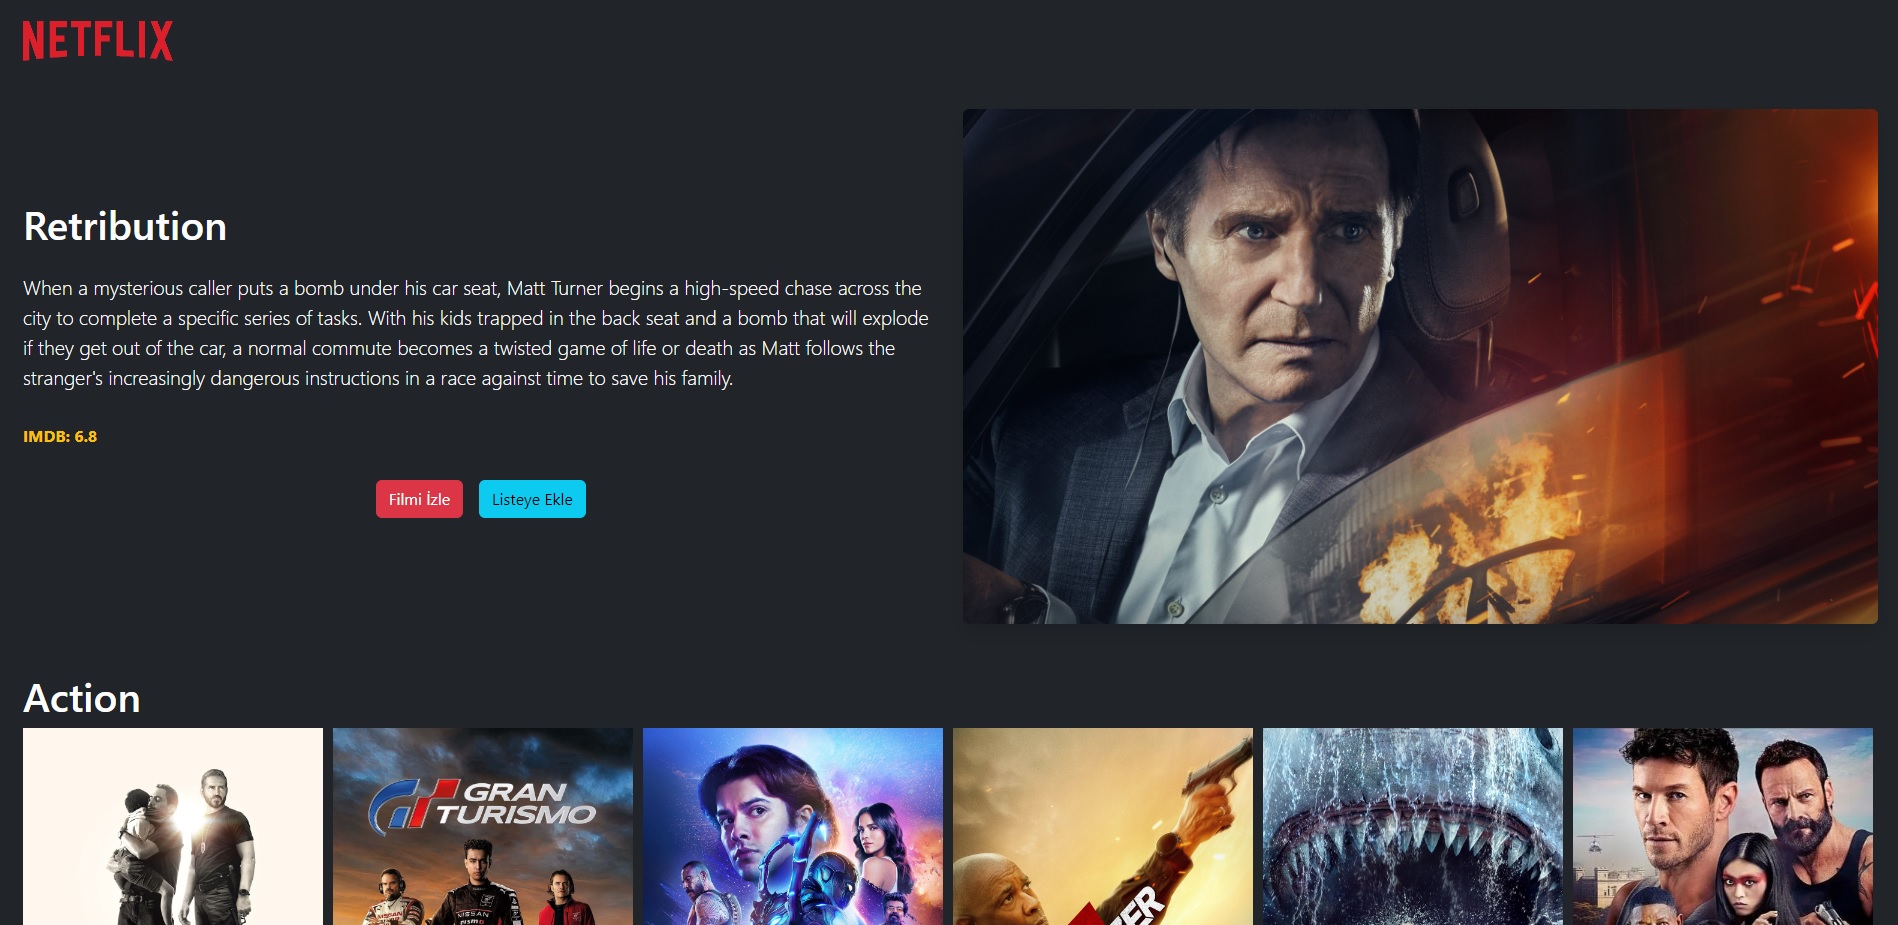 NETFLIX
Retribution
When a mysterious caller puts a bomb under his car seat, Matt Turner begins a high-speed chase across the
city to complete a specific series of tasks. With his kids trapped in the back seat and a bomb that will explode
if they get out of the car, a normal commute becomes a twisted game of life or death as Matt follows the
stranger's increasingly dangerous instructions in a race against time to save his family.
IMDB: 6.8
Filmi İzle
Listeye Ekle
Action
GRAN
TURISMO
NISSAN